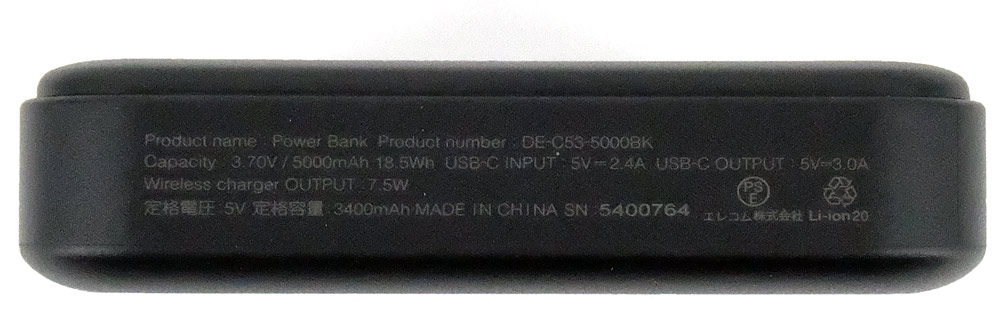 Product name : Power Bank Product number : DE-C53-5000BK
Capacity : 3.70V / 5000mAh 18.5Wh USB-C INPUT : 5V⎓2.4A USB-C OUTPUT : 5V⎓3.0A
Wireless charger OUTPUT : 7.5W
定格電圧 5V 定格容量 3400mAh MADE IN CHINA SN : 5400764
PS E
エレコム株式会社 Li-ion20